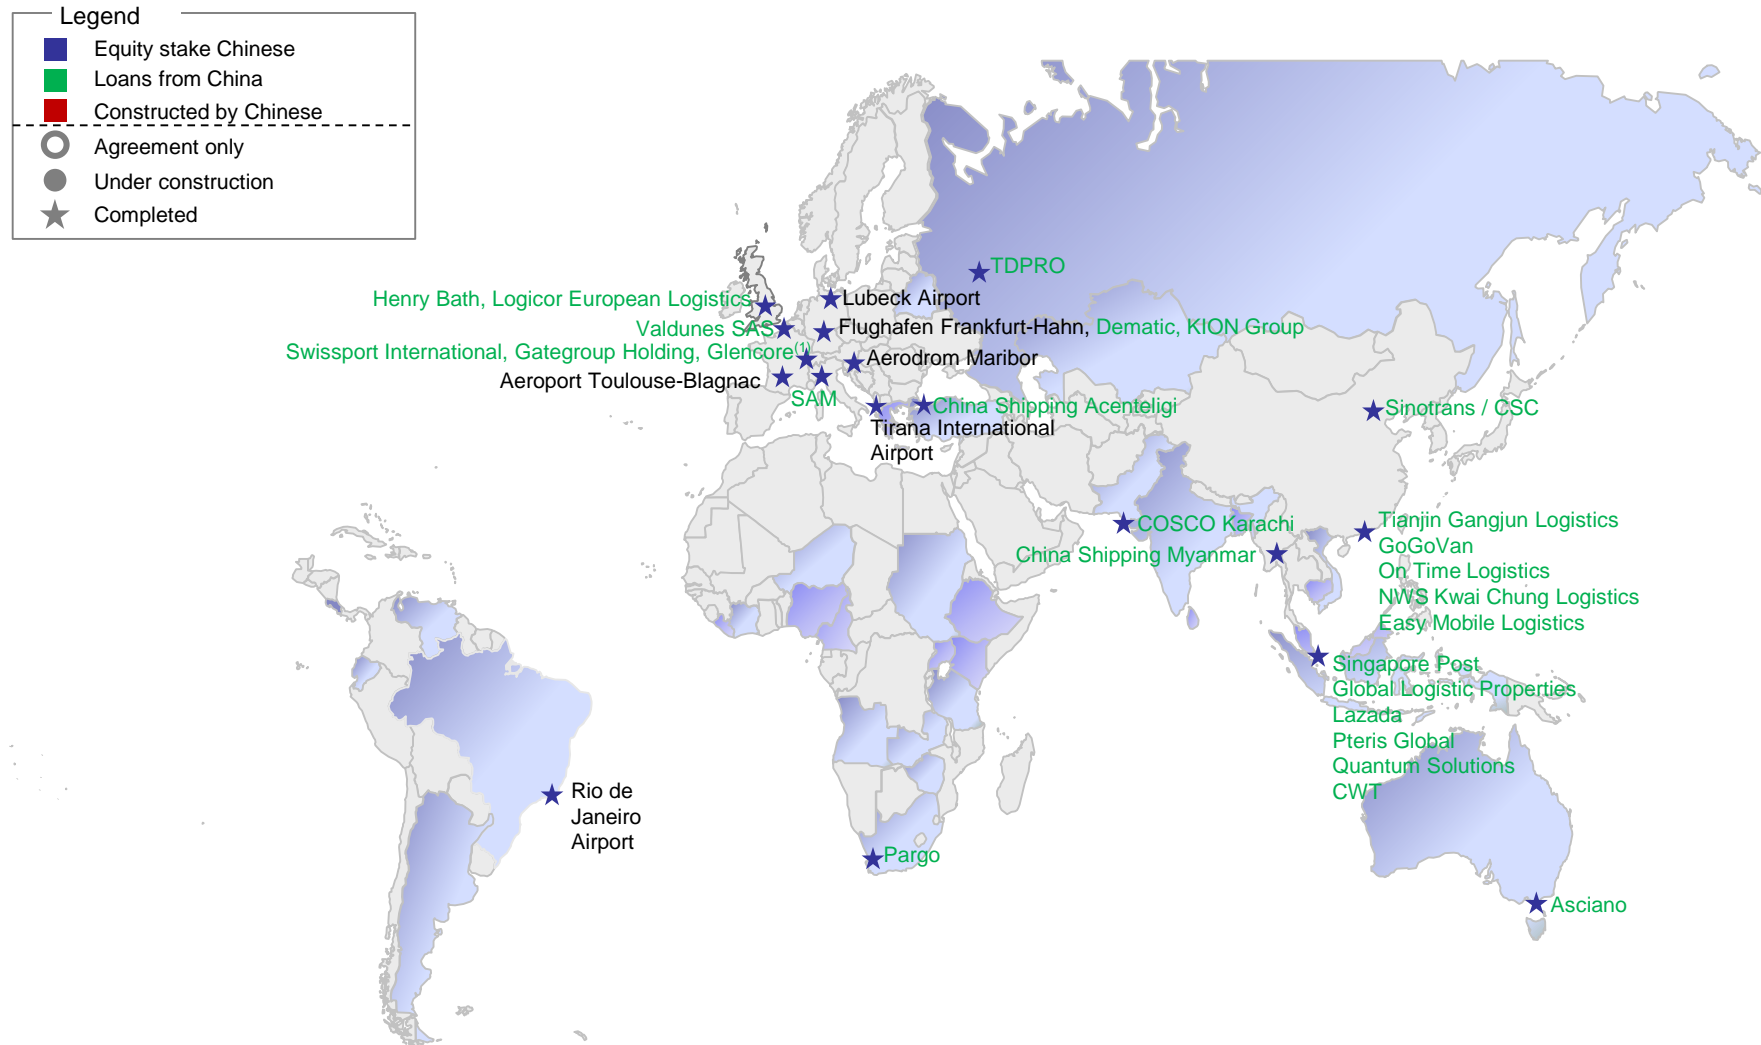 Legend
Equity stake Chinese
Loans from China
Constructed by Chinese
Agreement only
Under construction
Completed
TDPRO
Henry Bath, Logicor European Logistics
Lubeck Airport
Valdunes SAS
Flughafen Frankfurt-Hahn, Dematic, KION Group
Swissport International, Gategroup Holding, Glencore(1)
Aerodrom Maribor
Aeroport Toulouse-Blagnac
SAM
China Shipping Acenteligi
Sinotrans / CSC
Tirana International
Airport
COSCO Karachi
China Shipping Myanmar
Tianjin Gangjun Logistics
GoGoVan
On Time Logistics
NWS Kwai Chung Logistics
Easy Mobile Logistics
Singapore Post
Global Logistic Properties
Lazada
Pteris Global
Quantum Solutions
CWT
Rio de
Janeiro
Airport
Pargo
Asciano